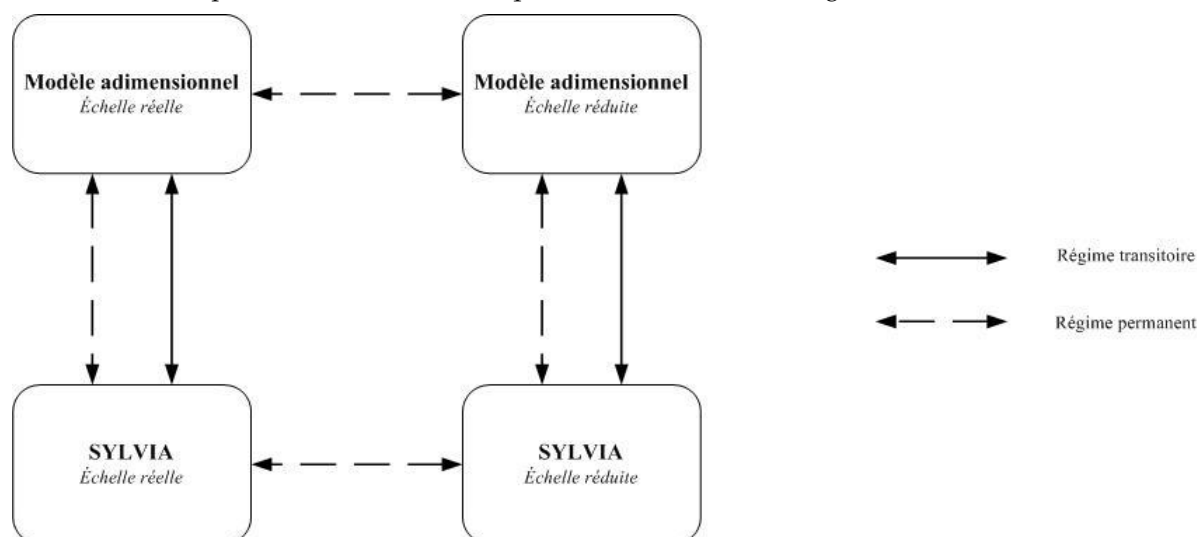 Modèle adimensionnel
Échelle réelle
Modèle adimensionnel
Échelle réduite
Régime transitoire
Régime permanent
SYLVIA
Échelle réelle
SYLVIA
Échelle réduite